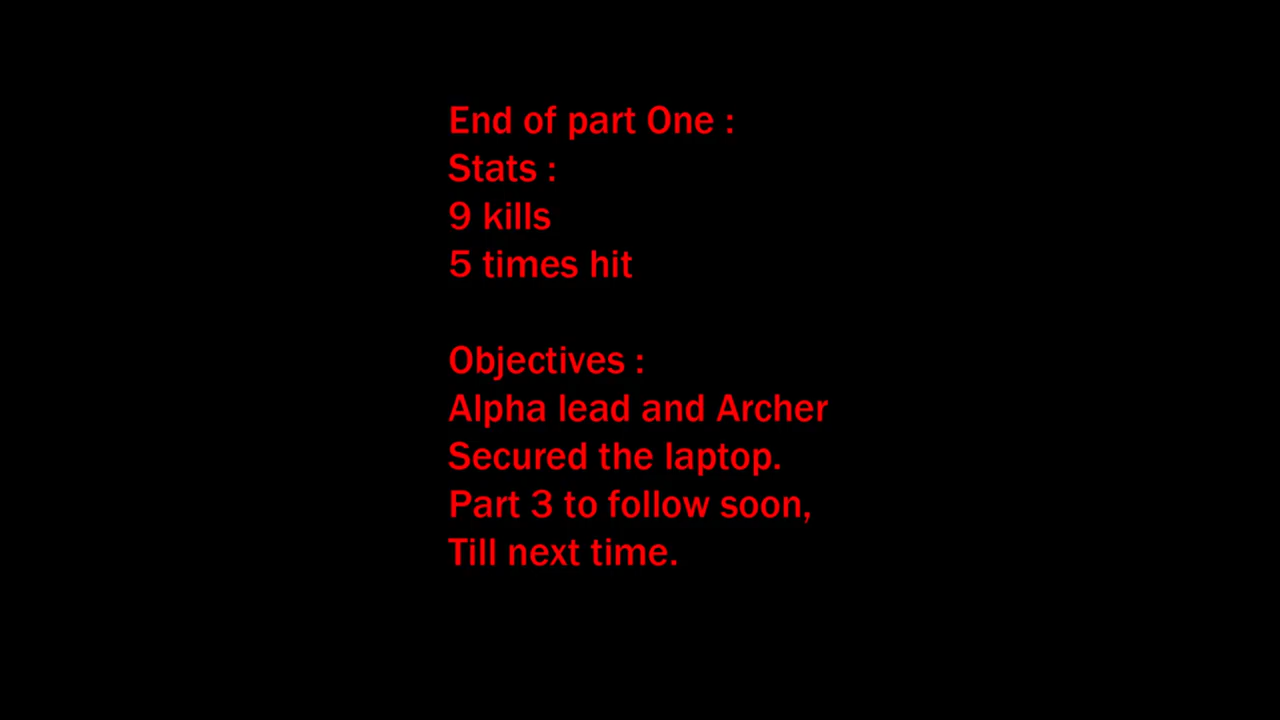 End of part One :
Stats :
9 kills
5 times hit
Objectives :
Alpha lead and Archer
Secured the laptop.
Part 3 to follow soon,
Till next time.